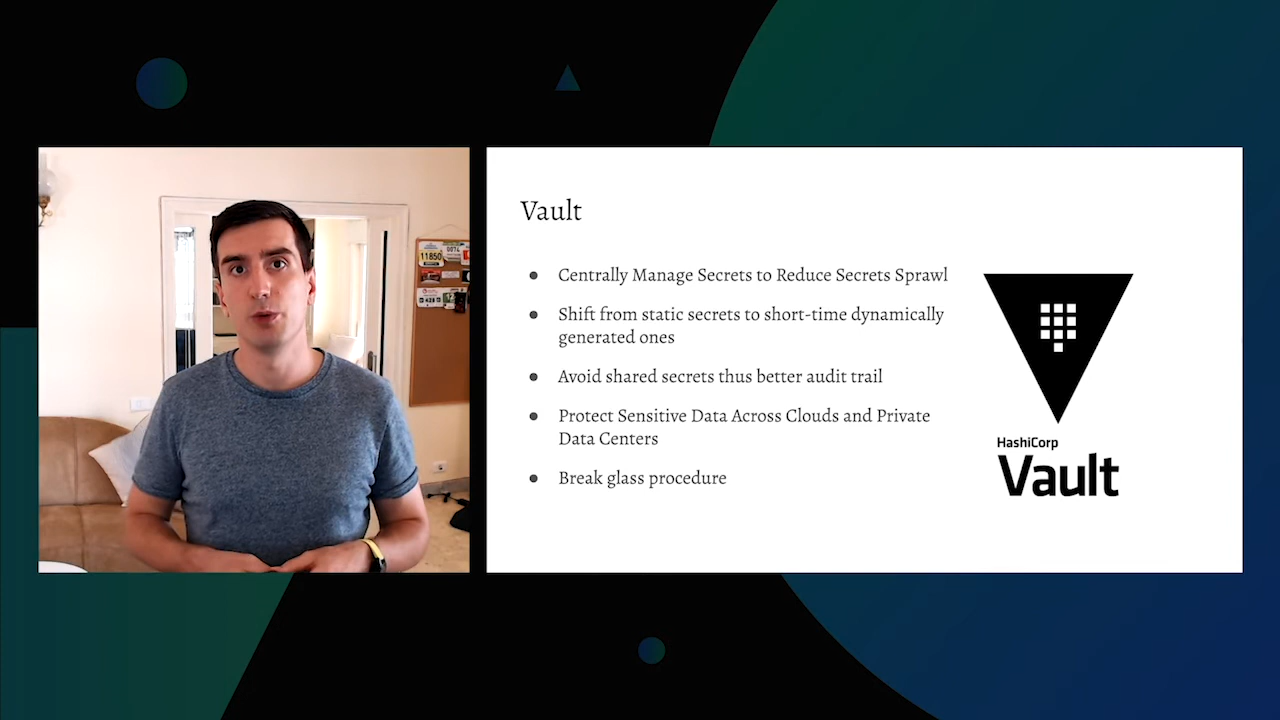 11850
Vault
● Centrally Manage Secrets to Reduce Secrets Sprawl
● Shift from static secrets to short-time dynamically
generated ones
● Avoid shared secrets thus better audit trail
● Protect Sensitive Data Across Clouds and Private
Data Centers
● Break glass procedure
HashiCorp
Vault